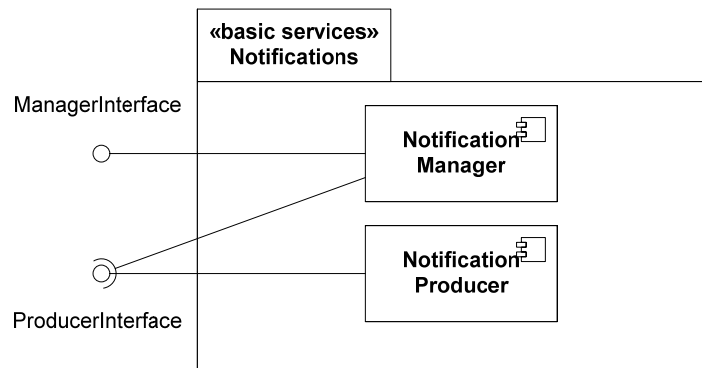 «basic services»
Notifications
ManagerInterface
Notification
Manager
Notification
Producer
ProducerInterface